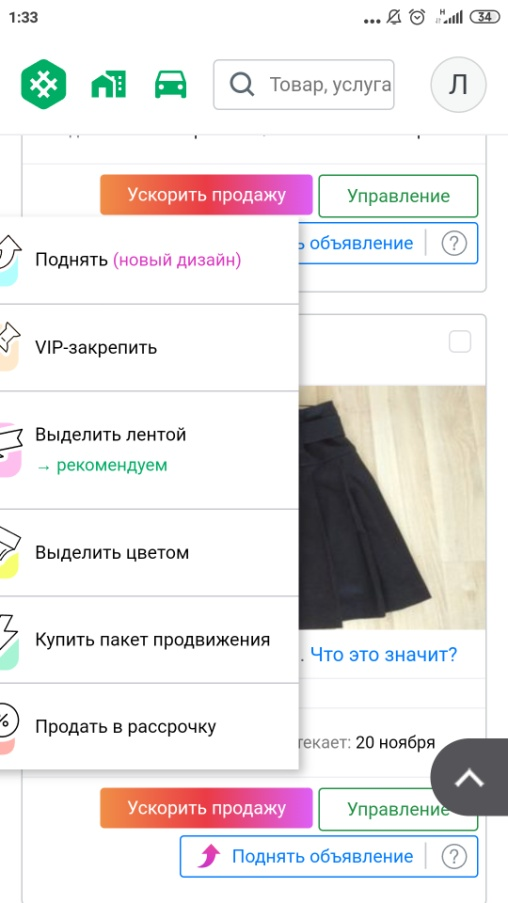 1:33
34
Товар, услуга
Л
Ускорить продажу
Управление
объявление
?
Поднять (новый дизайн)
VIP-закрепить
Выделить лентой
→ рекомендуем
Выделить цветом
. Что это значит?
Купить пакет продвижения
Продать в рассрочку
текает: 20 ноября
Ускорить продажу
Управление
Поднять объявление
?